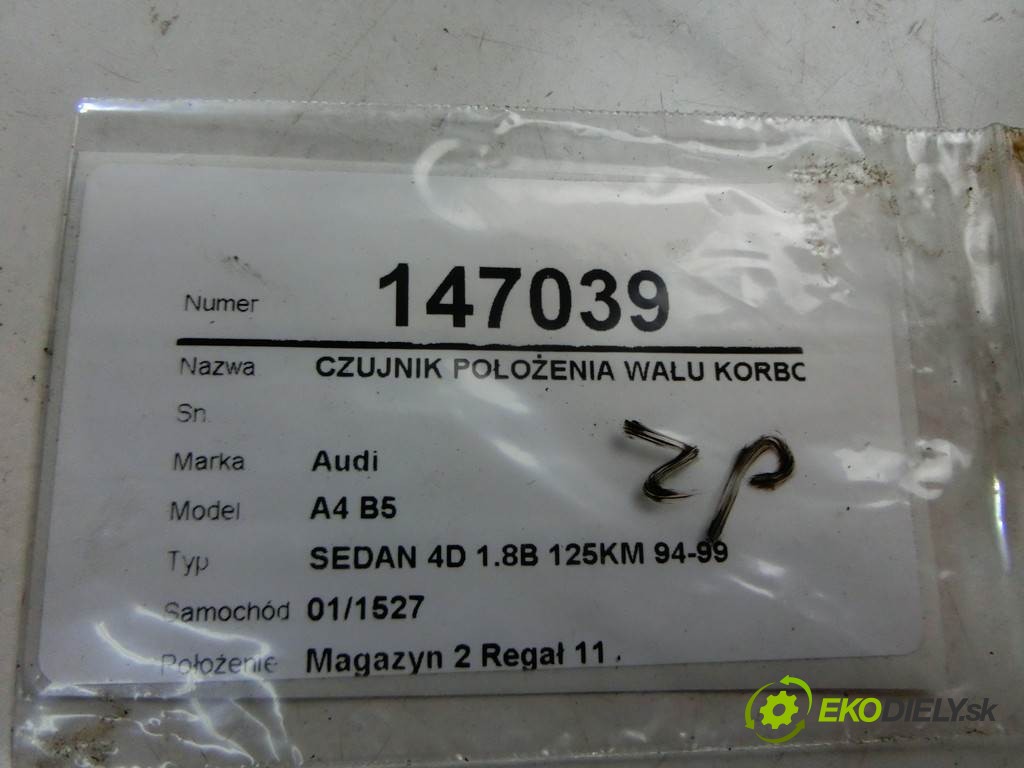 Numer 147039
Nazwa CZUJNIK POŁOŻENIA WAŁU KORBO
Sn
Marka Audi
zp
Model A4 B5
Typ SEDAN 4D 1.8B 125KM 94-99
Samochód 01/1527
Położenie Magazyn 2 Regał 11
EKODIELY.sk